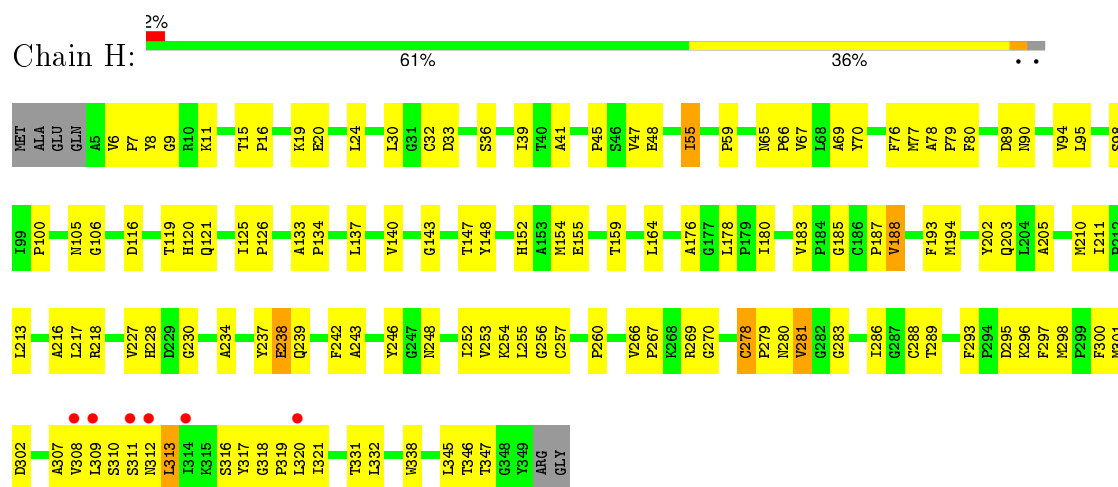 2%
Chain H:
61% 36% • •
MET ALA GLU GLN A5 V6 P7 Y8 G9 R10 K11 T15 P16 K19 E20 L24 L30 G31 C32 D33 S36 I39 T40 A41 P45 S46 V47 E48 I55 P59 N65 P66 V67 L68 A69 Y70 F76 M77 A78 P79 F80 D89 N90 V94 L95 S98
I99 P100 N105 G106 D116 T119 H120 Q121 I125 P126 A133 P134 L137 V140 G143 T147 Y148 H152 A153 M154 E155 T159 L164 A176 G177 L178 P179 I180 V183 P184 G185 C186 P187 V188 F193 M194 Y202 Q203 L204 A205 M210 I211 P212
L213 A216 L217 R218 V227 H228 D229 G230 A234 Y237 E238 Q239 F242 A243 Y246 G247 N248 I252 V253 K254 L255 G256 C257 P260 V266 P267 K268 R269 G270 C278 P279 N280 V281 G282 G283 I286 G287 C288 T289 F293 P294 D295 K296 F297 M298 P299 F300 M301
D302 A307 V308 L309 S310 S311 N312 L313 I314 K315 S316 Y317 G318 P319 L320 I321 T331 L332 W338 L345 T346 T347 G348 Y349 ARG GLY